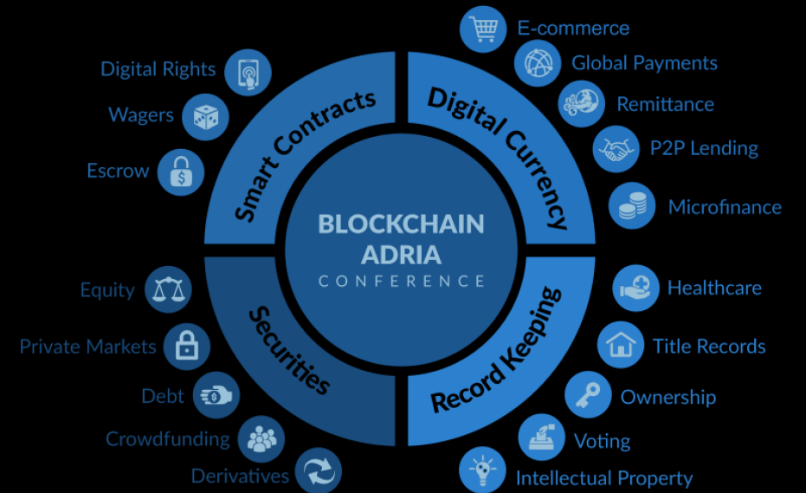 Smart Contracts
Digital Rights
Wagers
Escrow
Digital Currency
E-commerce
Global Payments
Remittance
P2P Lending
Microfinance
BLOCKCHAIN
ADRIA
CONFERENCE
Securities
Equity
Private Markets
Debt
Crowdfunding
Derivatives
Record Keeping
Healthcare
Title Records
Ownership
Voting
Intellectual Property